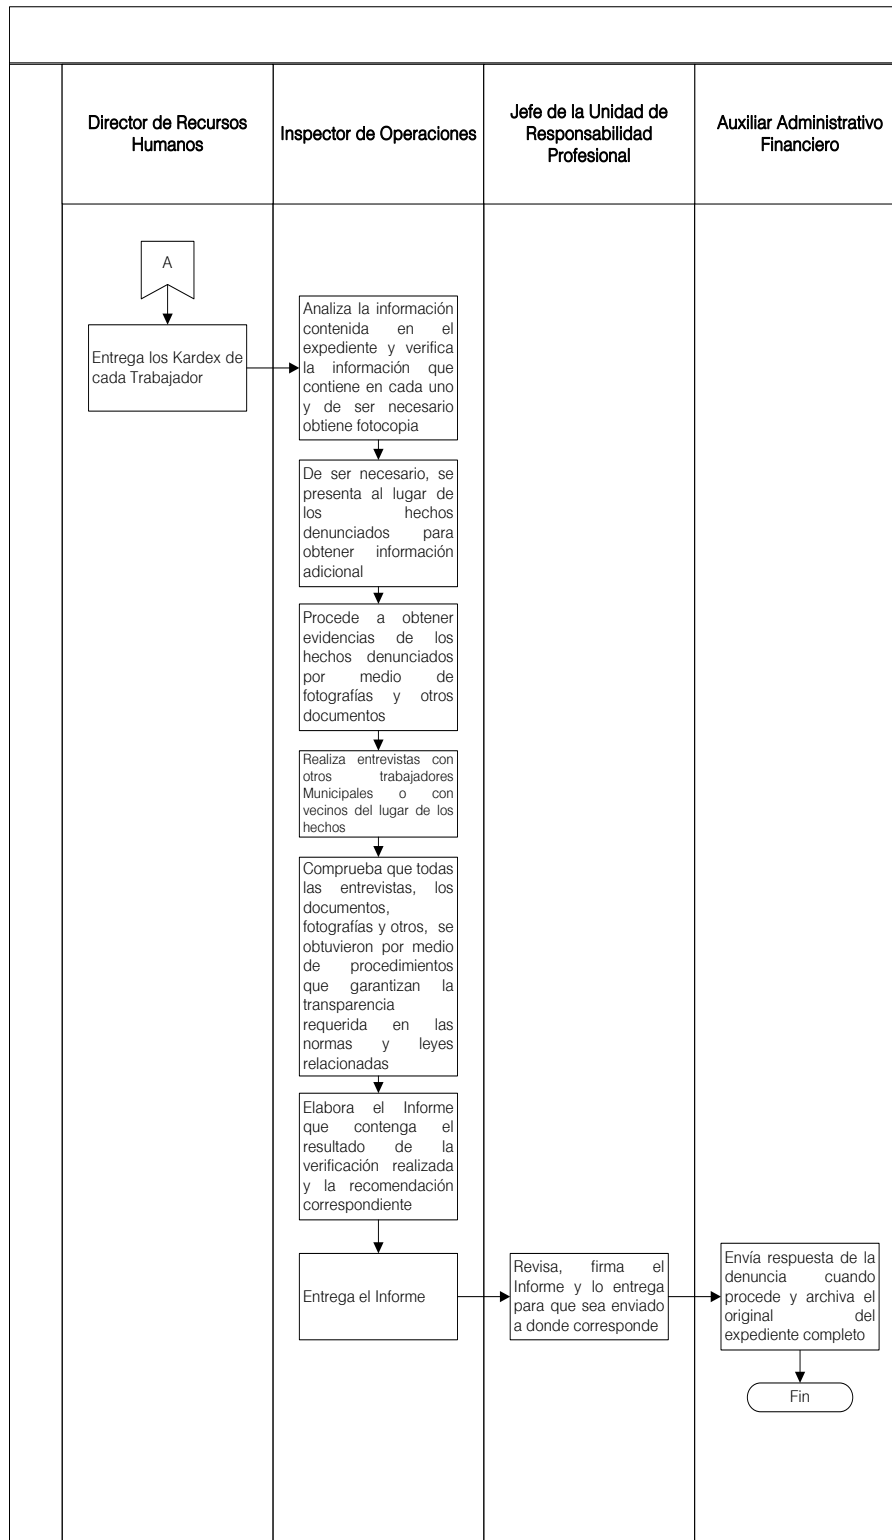 Director de Recursos
Humanos
Inspector de Operaciones
Jefe de la Unidad de
Responsabilidad
Profesional
Auxiliar Administrativo
Financiero
A
Entrega los Kardex de
cada Trabajador
Analiza la información
contenida en el
expediente y verifica
la información que
contiene en cada uno
y de ser necesario
obtiene fotocopia
De ser necesario, se
presenta al lugar de
los hechos
denunciados para
obtener información
adicional
Procede a obtener
evidencias de los
hechos denunciados
por medio de
fotografías y otros
documentos
Realiza entrevistas con
otros trabajadores
Municipales o con
vecinos del lugar de los
hechos
Comprueba que todas
las entrevistas, los
documentos,
fotografías y otros, se
obtuvieron por medio
de procedimientos
que garantizan la
transparencia
requerida en las
normas y leyes
relacionadas
Elabora el Informe
que contenga el
resultado de la
verificación realizada
y la recomendación
correspondiente
Entrega el Informe
Revisa, firma el
Informe y lo entrega
para que sea enviado
a donde corresponde
Envía respuesta de la
denuncia cuando
procede y archiva el
original del
expediente completo
Fin